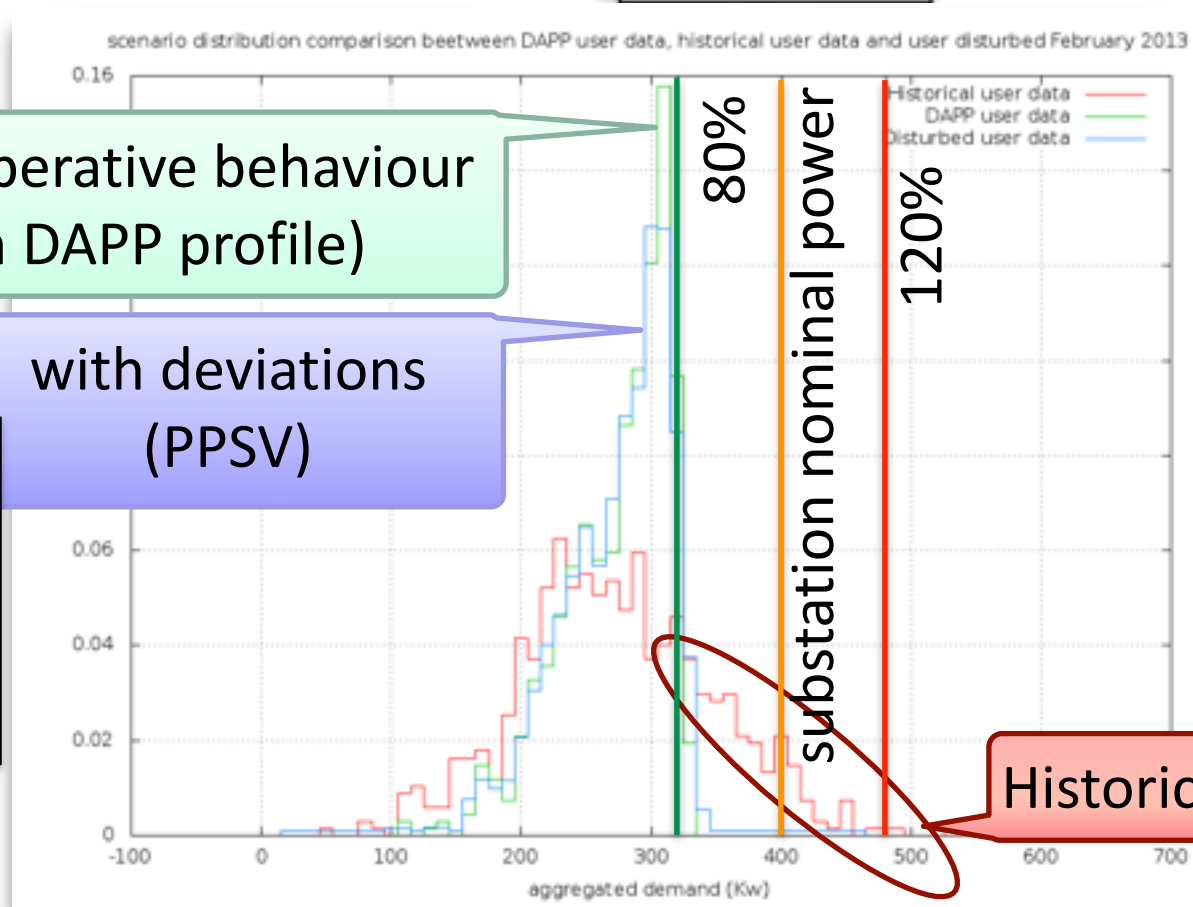 scenario distribution comparison beetween DAPP user data, historical user data and user disturbed February 2013
0.16
Historical user data
DAPP user data
Disturbed user data
80%
substation nominal power
120%
perative behaviour
DAPP profile)
with deviations
(PPSV)
0.06
0.04
0.02
0
Historic
-100 0 100 200 300 400 500 600 700
aggregated demand (Kw)